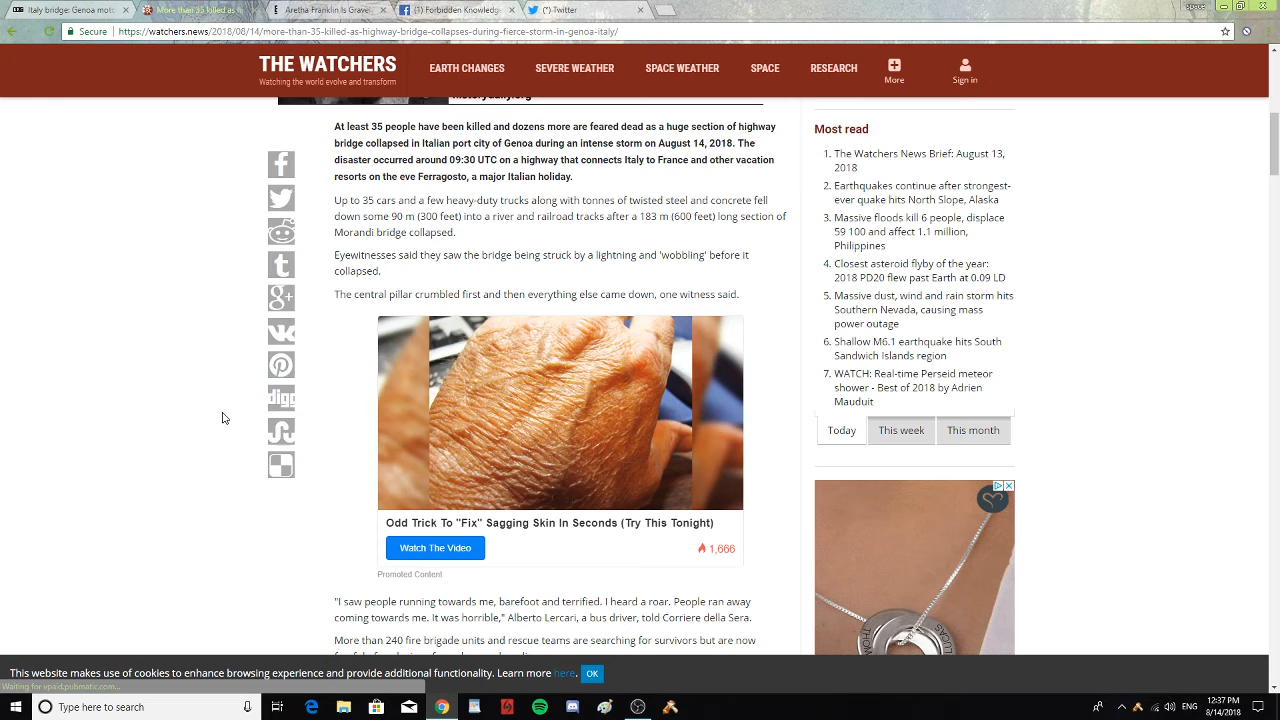 Italy bridge: Genoa moto
More than 35 killed as h
Aretha Franklin Is Gravel
(1) Forbidden Knowledge
(·)Twitter
Secure
https://watchers.news/2018/08/14/more-than-35-killed-as-highway-bridge-collapses-during-fierce-storm-in-genoa-italy/
THE WATCHERS
Watching the world evolve and transform
EARTH CHANGES
SEVERE WEATHER
SPACE WEATHER
SPACE
RESEARCH
More
Sign in
At least 35 people have been killed and dozens more are feared dead as a huge section of highway
bridge collapsed in Italian port city of Genoa during an intense storm on August 14, 2018. The
disaster occurred around 09:30 UTC on a highway that connects Italy to France and other vacation
resorts on the eve Ferragosto, a major Italian holiday.
Up to 35 cars and a few heavy-duty trucks along with tonnes of twisted steel and concrete fell
down some 90 m (300 feet) into a river and railroad tracks after a 183 m (600 feet) long section of
Morandi bridge collapsed.
Eyewitnesses said they saw the bridge being struck by a lightning and 'wobbling' before it
collapsed.
The central pillar crumbled first and then everything else came down, one witness said.
Odd Trick To "Fix" Sagging Skin In Seconds (Try This Tonight)
Watch The Video
1,666
Promoted Content
"I saw people running towards me, barefoot and terrified. I heard a roar. People ran away
coming towards me. It was horrible," Alberto Lercari, a bus driver, told Corriere della Sera.
More than 240 fire brigade units and rescue teams are searching for survivors but are now
Most read
1. The Watchers News Brief: August 13,
2018
2. Earthquakes continue after strongest-
ever quake hits North Slope, Alaska
3. Massive floods kill 6 people, displace
59 100 and affect 1.1 million,
Philippines
4. Closest asteroid flyby of the year:
2018 PD20 flew past Earth at 0.09 LD
5. Massive dust, wind and rain storm hits
Southern Nevada, causing mass
power outage
6. Shallow M6.1 earthquake hits South
Sandwich Islands region
7. WATCH: Real-time Perseid meteor
shower - Best of 2018 by Adrien
Mauduit
Today
This week
This month
THOM
LUCAS
This website makes use of cookies to enhance browsing experience and provide additional functionality. Learn more here.
OK
Waiting for vpaid.pubmatic.com...
Type here to search
ENG
12:37 PM
8/14/2018